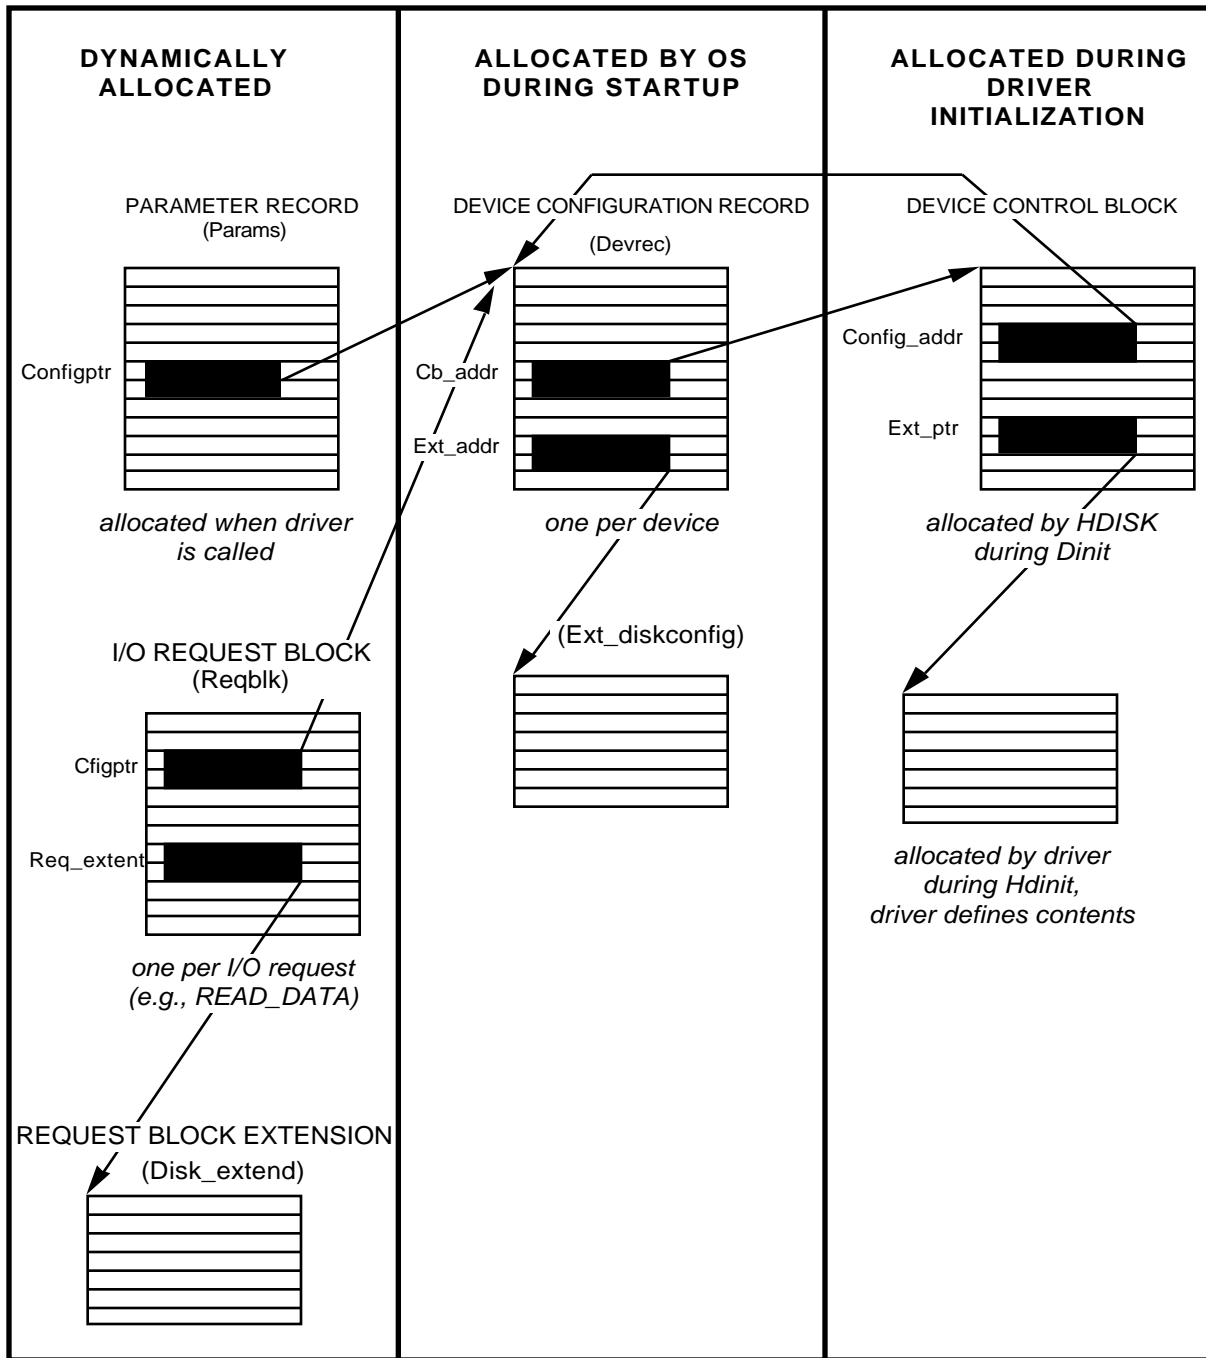 DYNAMICALLY
ALLOCATED
PARAMETER RECORD
(Params)
Configptr
allocated when driver
is called
I/O REQUEST BLOCK
(Reqblk)
Cfigptr
Req_extent
one per I/O request
(e.g., READ_DATA)
REQUEST BLOCK EXTENSION
(Disk_extend)
ALLOCATED BY OS
DURING STARTUP
DEVICE CONFIGURATION RECORD
(Devrec)
Cb_addr
Ext_addr
one per device
(Ext_diskconfig)
ALLOCATED DURING
DRIVER
INITIALIZATION
DEVICE CONTROL BLOCK
Config_addr
Ext_ptr
allocated by HDISK
during Dinit
allocated by driver
during Hdinit,
driver defines contents